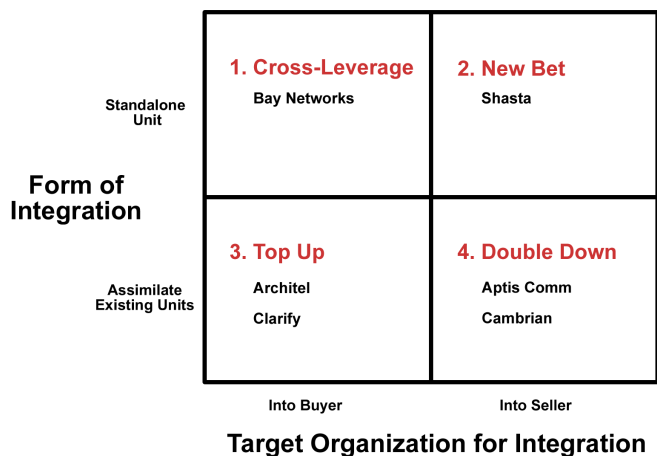 1. Cross-Leverage
Bay Networks
2. New Bet
Shasta
Standalone
Unit
Form of
Integration
3. Top Up
Architel
Clarify
4. Double Down
Aptis Comm
Cambrian
Assimilate
Existing Units
Into Buyer
Into Seller
Target Organization for Integration